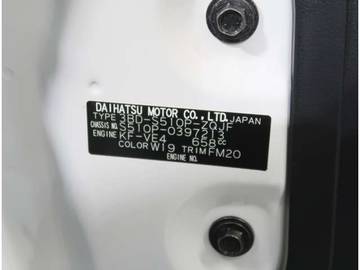 DAIHATSU MOTOR CO., LTD. JAPAN
TYPE 3BD-S510P-ZQJF
CHASSIS NO. S510P-0397213
ENGINE KF-VE4 658cc
COLOR W19 TRIM FM20
ENGINE NO.